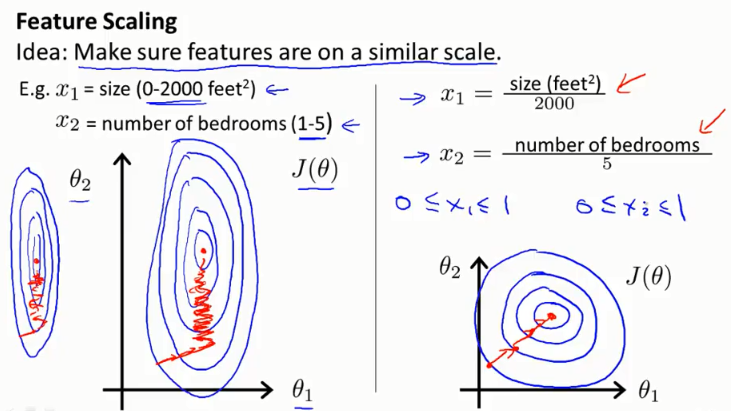 Feature Scaling
Idea: Make sure features are on a similar scale.
E.g. x₁ = size (0-2000 feet²)
x₂ = number of bedrooms (1-5)
θ₂
J(θ)
θ₁
x₁ = size (feet²) / 2000
x₂ = number of bedrooms / 5
0 ≤ x₁ ≤ 1 0 ≤ x₂ ≤ 1
θ₂
J(θ)
θ₁